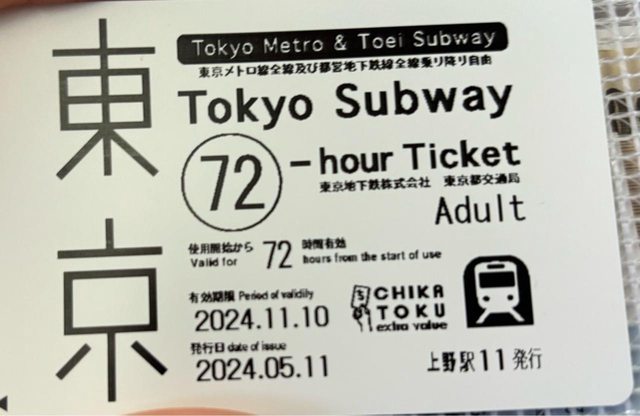 東京
Tokyo Metro & Toei Subway
東京メトロ線全線及び都営地下鉄線全線乗り降り自由
Tokyo Subway
72-hour Ticket
東京地下鉄株式会社 東京都交通局
Adult
使用開始から 72 時間有効
Valid for hours from the start of use
有効期限 Period of validity
2024.11.10
CHIKA
TOKU
extra value
発行日 date of issue
2024.05.11
上野駅11発行